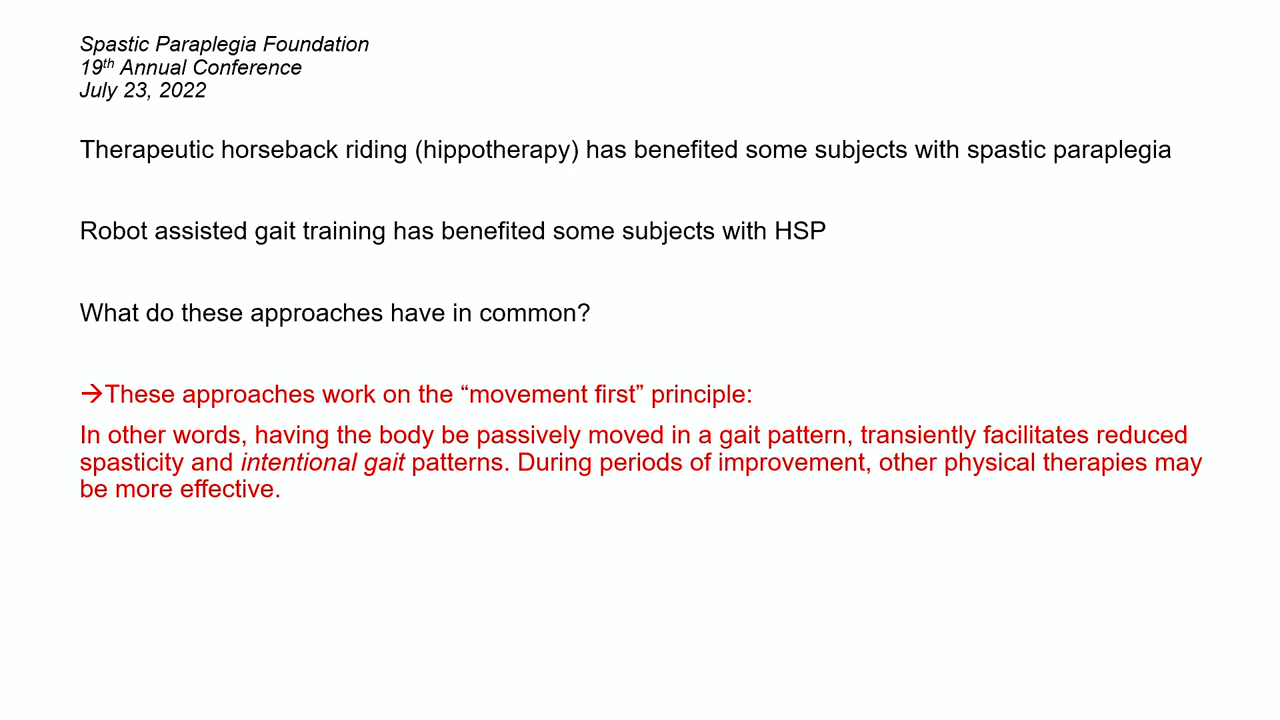 Spastic Paraplegia Foundation
19th Annual Conference
July 23, 2022
Therapeutic horseback riding (hippotherapy) has benefited some subjects with spastic paraplegia
Robot assisted gait training has benefited some subjects with HSP
What do these approaches have in common?
→These approaches work on the “movement first” principle:
In other words, having the body be passively moved in a gait pattern, transiently facilitates reduced
spasticity and intentional gait patterns. During periods of improvement, other physical therapies may
be more effective.